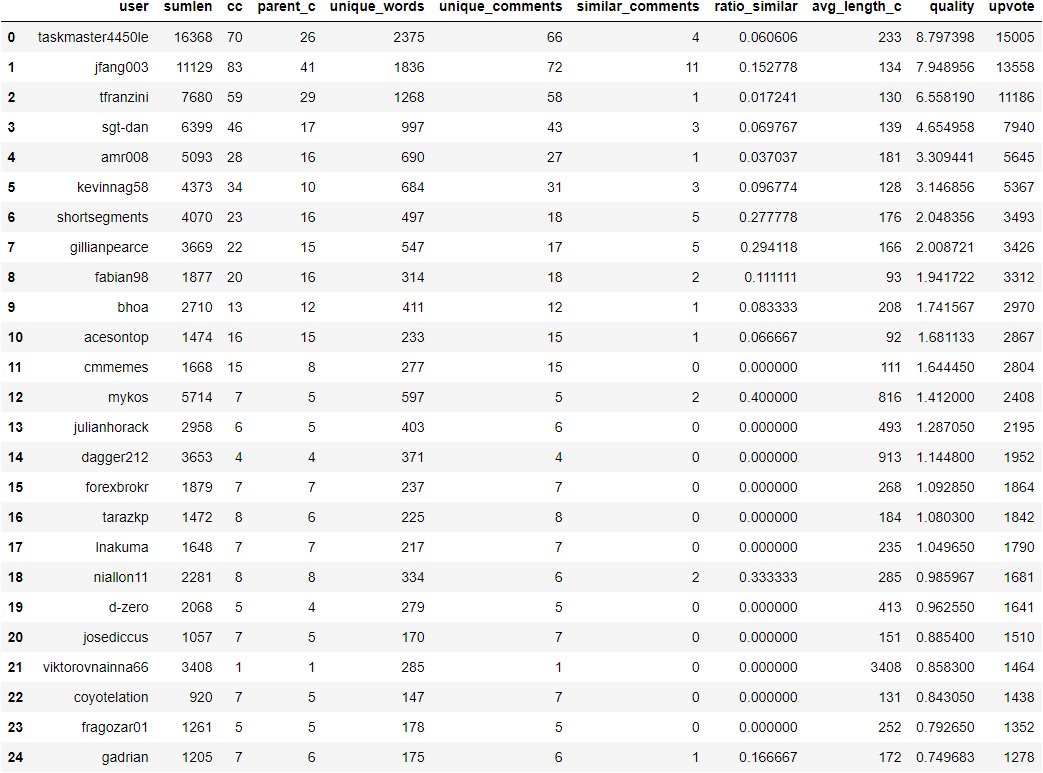 user sumlen cc parent_c unique_words unique_comments similar_comments ratio_similar avg_length_c quality upvote
0 taskmaster4450le 16368 70 26 2375 66 4 0.060606 233 8.797398 15005
1 jfang003 11129 83 41 1836 72 11 0.152778 134 7.948956 13558
2 tfranzini 7680 59 29 1268 58 1 0.017241 130 6.558190 11186
3 sgt-dan 6399 46 17 997 43 3 0.069767 139 4.654958 7940
4 amr008 5093 28 16 690 27 1 0.037037 181 3.309441 5645
5 kevinnag58 4373 34 10 684 31 3 0.096774 128 3.146856 5367
6 shortsegments 4070 23 16 497 18 5 0.277778 176 2.048356 3493
7 gillianpearce 3669 22 15 547 17 5 0.294118 166 2.008721 3426
8 fabian98 1877 20 16 314 18 2 0.111111 93 1.941722 3312
9 bhoa 2710 13 12 411 12 1 0.083333 208 1.741567 2970
10 acesontop 1474 16 15 233 15 1 0.066667 92 1.681133 2867
11 cmmemes 1668 15 8 277 15 0 0.000000 111 1.644450 2804
12 mykos 5714 7 5 597 5 2 0.400000 816 1.412000 2408
13 julianhorack 2958 6 5 403 6 0 0.000000 493 1.287050 2195
14 dagger212 3653 4 4 371 4 0 0.000000 913 1.144800 1952
15 forexbrokr 1879 7 7 237 7 0 0.000000 268 1.092850 1864
16 tarazkp 1472 8 6 225 8 0 0.000000 184 1.080300 1842
17 lnakuma 1648 7 7 217 7 0 0.000000 235 1.049650 1790
18 niallon11 2281 8 8 334 6 2 0.333333 285 0.985967 1681
19 d-zero 2068 5 4 279 5 0 0.000000 413 0.962550 1641
20 josediccus 1057 7 5 170 7 0 0.000000 151 0.885400 1510
21 viktorovnainna66 3408 1 1 285 1 0 0.000000 3408 0.858300 1464
22 coyotelation 920 7 5 147 7 0 0.000000 131 0.843050 1438
23 fragozar01 1261 5 5 178 5 0 0.000000 252 0.792650 1352
24 gadrian 1205 7 6 175 6 1 0.166667 172 0.749683 1278